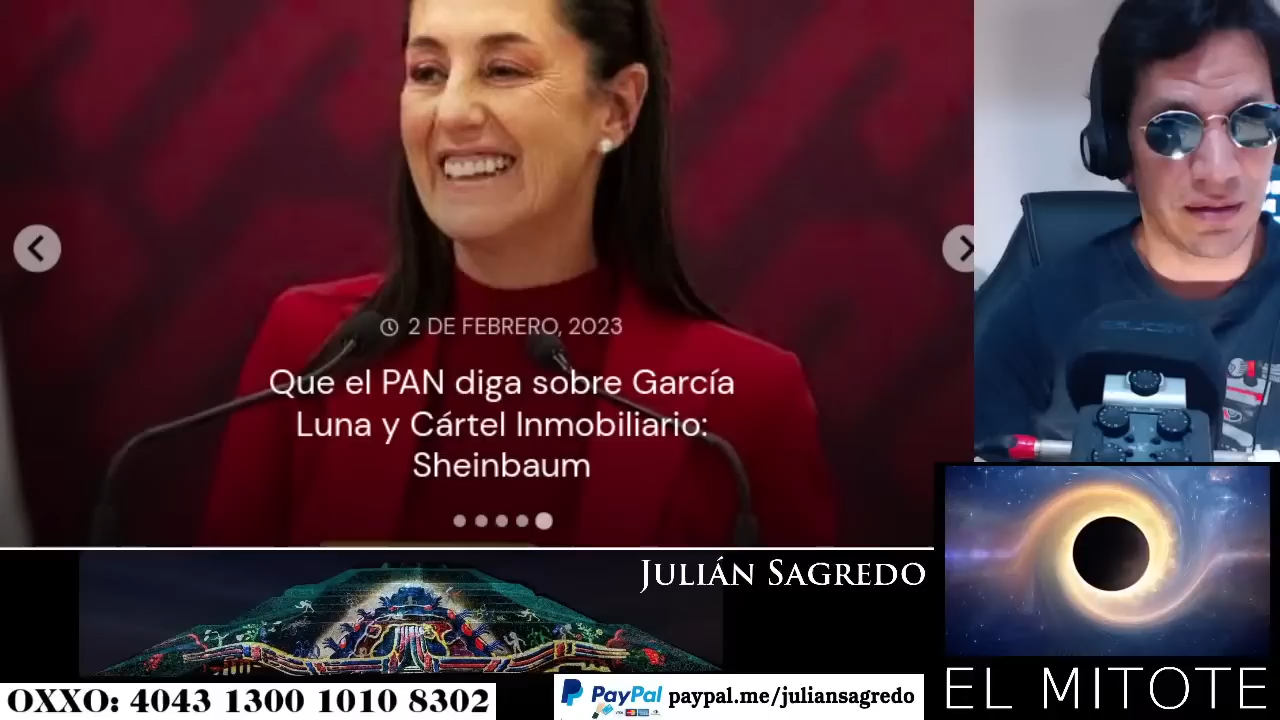 2 DE FEBRERO, 2023
Que el PAN diga sobre García
Luna y Cártel Inmobiliario:
Sheinbaum
JULIÁN SAGREDO
EL MITOTE
OXXO: 4043 1300 1010 8302
PayPal paypal.me/juliansagredo